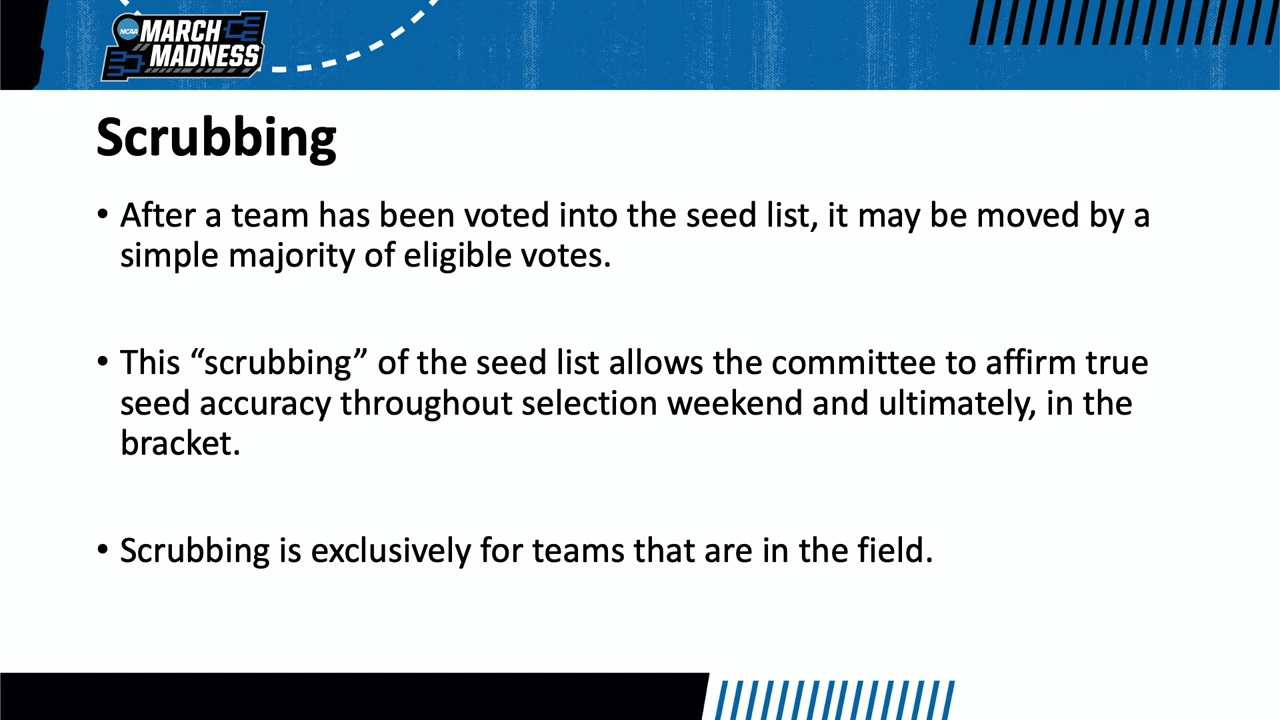 NCAA
MARCH
MADNESS
Scrubbing
• After a team has been voted into the seed list, it may be moved by a
simple majority of eligible votes.
• This “scrubbing” of the seed list allows the committee to affirm true
seed accuracy throughout selection weekend and ultimately, in the
bracket.
• Scrubbing is exclusively for teams that are in the field.